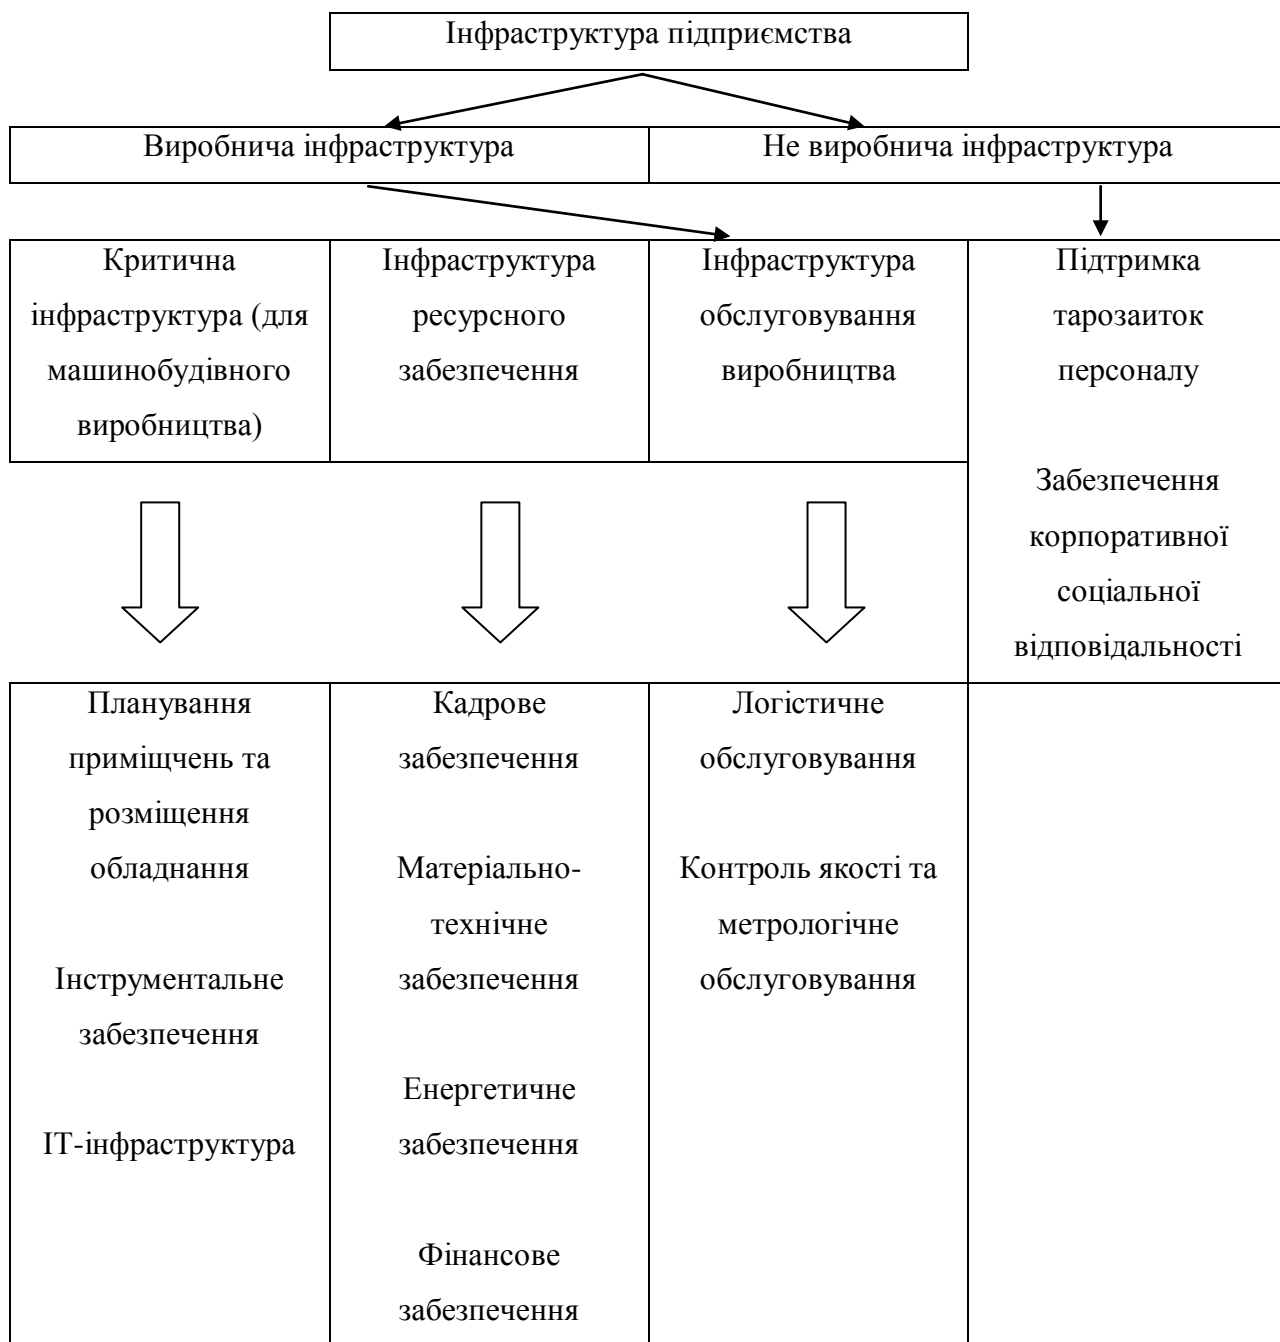 Інфраструктура підприємства
Виробнича інфраструктура
Не виробнича інфраструктура
Критична
інфраструктура (для
машинобудівного
виробництва)
Інфраструктура
ресурсного
забезпечення
Інфраструктура
обслуговування
виробництва
Підтримка
тарозаиток
персоналу
Забезпечення
корпоративної
соціальної
відповідальності
Планування
приміщчень та
розміщення
обладнання
Інструментальне
забезпечення
ІТ-інфраструктура
Кадрове
забезпечення
Матеріально-
технічне
забезпечення
Енергетичне
забезпечення
Фінансове
забезпечення
Логістичне
обслуговування
Контроль якості та
метрологічне
обслуговування